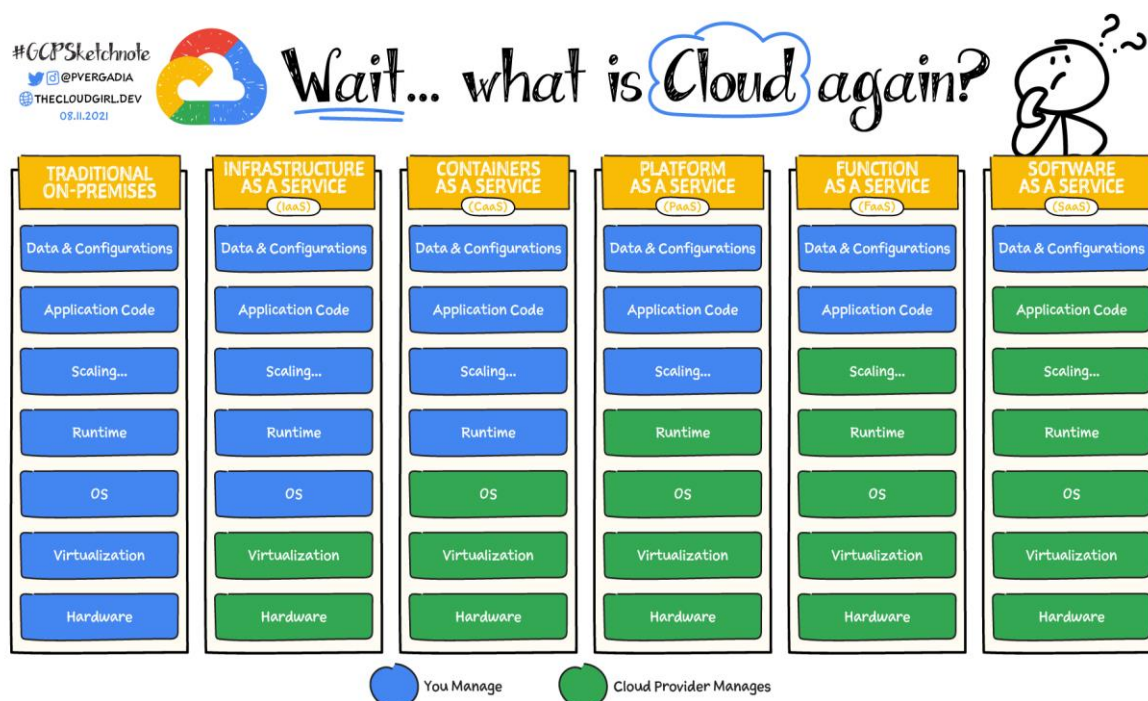 #GCPSketchnote
@PVERGADIA
THECLOUDGIRL.DEV
08.11.2021
Wait... what is Cloud again?
???
TRADITIONAL
ON-PREMISES
Data & Configurations
Application Code
Scaling...
Runtime
OS
Virtualization
Hardware
INFRASTRUCTURE
AS A SERVICE
(IaaS)
Data & Configurations
Application Code
Scaling...
Runtime
OS
Virtualization
Hardware
CONTAINERS
AS A SERVICE
(CaaS)
Data & Configurations
Application Code
Scaling...
Runtime
OS
Virtualization
Hardware
PLATFORM
AS A SERVICE
(PaaS)
Data & Configurations
Application Code
Scaling...
Runtime
OS
Virtualization
Hardware
FUNCTION
AS A SERVICE
(FaaS)
Data & Configurations
Application Code
Scaling...
Runtime
OS
Virtualization
Hardware
SOFTWARE
AS A SERVICE
(SaaS)
Data & Configurations
Application Code
Scaling...
Runtime
OS
Virtualization
Hardware
You Manage
Cloud Provider Manages